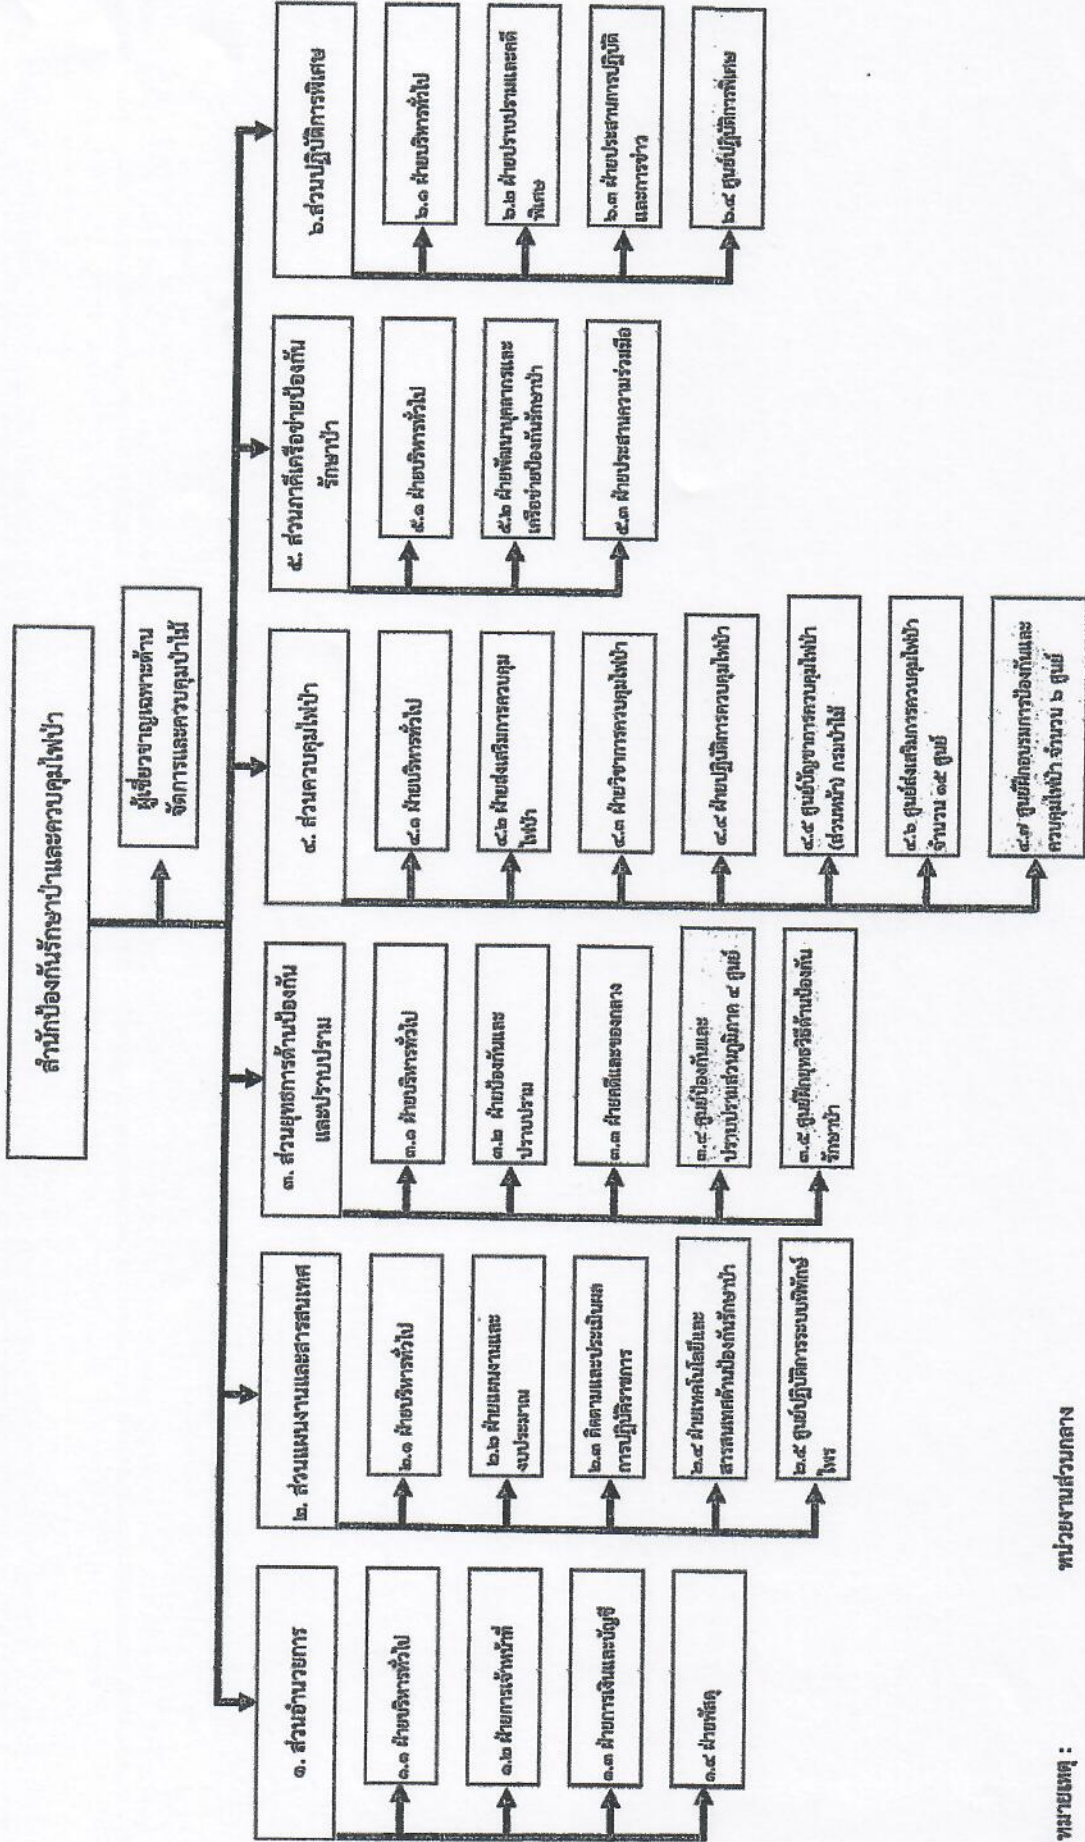 สำนักป้องกันรักษาป่าและควบคุมไฟป่า
ผู้เชี่ยวชาญเฉพาะด้าน
จัดการและควบคุมป่าไม้
๑. ส่วนอำนวยการ
๑.๑ ฝ่ายบริหารทั่วไป
๑.๒ ฝ่ายการเจ้าหน้าที่
๑.๓ ฝ่ายการเงินและบัญชี
๑.๔ ฝ่ายพัสดุ
๒. ส่วนแผนงานและสารสนเทศ
๒.๑ ฝ่ายบริหารทั่วไป
๒.๒ ฝ่ายแผนงานและ
งบประมาณ
๒.๓ ติดตามและประเมินผล
การปฏิบัติราชการ
๒.๔ ฝ่ายเทคโนโลยีและ
สารสนเทศด้านป้องกันรักษาป่า
๒.๕ ศูนย์ปฏิบัติการระบบพิทักษ์
ไพร
๓. ส่วนยุทธการด้านป้องกัน
และปราบปราม
๓.๑ ฝ่ายบริหารทั่วไป
๓.๒ ฝ่ายป้องกันและ
ปราบปราม
๓.๓ ฝ่ายคดีและของกลาง
๓.๔ ศูนย์ป้องกันและ
ปราบปรามส่วนภูมิภาค ๔ ศูนย์
๓.๕ ศูนย์ฝึกยุทธวิธีด้านป้องกัน
รักษาป่า
๔. ส่วนควบคุมไฟป่า
๔.๑ ฝ่ายบริหารทั่วไป
๔.๒ ฝ่ายส่งเสริมการควบคุม
ไฟป่า
๔.๓ ฝ่ายวิชาการควบคุมไฟป่า
๔.๔ ฝ่ายปฏิบัติการควบคุมไฟป่า
๔.๕ ศูนย์บัญชาการควบคุมไฟป่า
(ส่วนหน้า) กรมป่าไม้
๔.๖ ศูนย์ส่งเสริมการควบคุมไฟป่า
จำนวน ๑๕ ศูนย์
๔.๗ ศูนย์ฝึกอบรมการป้องกันและ
ควบคุมไฟป่า จำนวน ๖ ศูนย์
๕. ส่วนภาคีเครือข่ายป้องกัน
รักษาป่า
๕.๑ ฝ่ายบริหารทั่วไป
๕.๒ ฝ่ายพัฒนาบุคลากรและ
เครือข่ายป้องกันรักษาป่า
๕.๓ ฝ่ายประสานความร่วมมือ
๖.ส่วนปฏิบัติการพิเศษ
๖.๑ ฝ่ายบริหารทั่วไป
๖.๒ ฝ่ายปราบปรามและคดี
พิเศษ
๖.๓ ฝ่ายประสานการปฏิบัติ
และการข่าว
๖.๔ ศูนย์ปฏิบัติการพิเศษ
หมายเหตุ : หน่วยงานส่วนกลาง